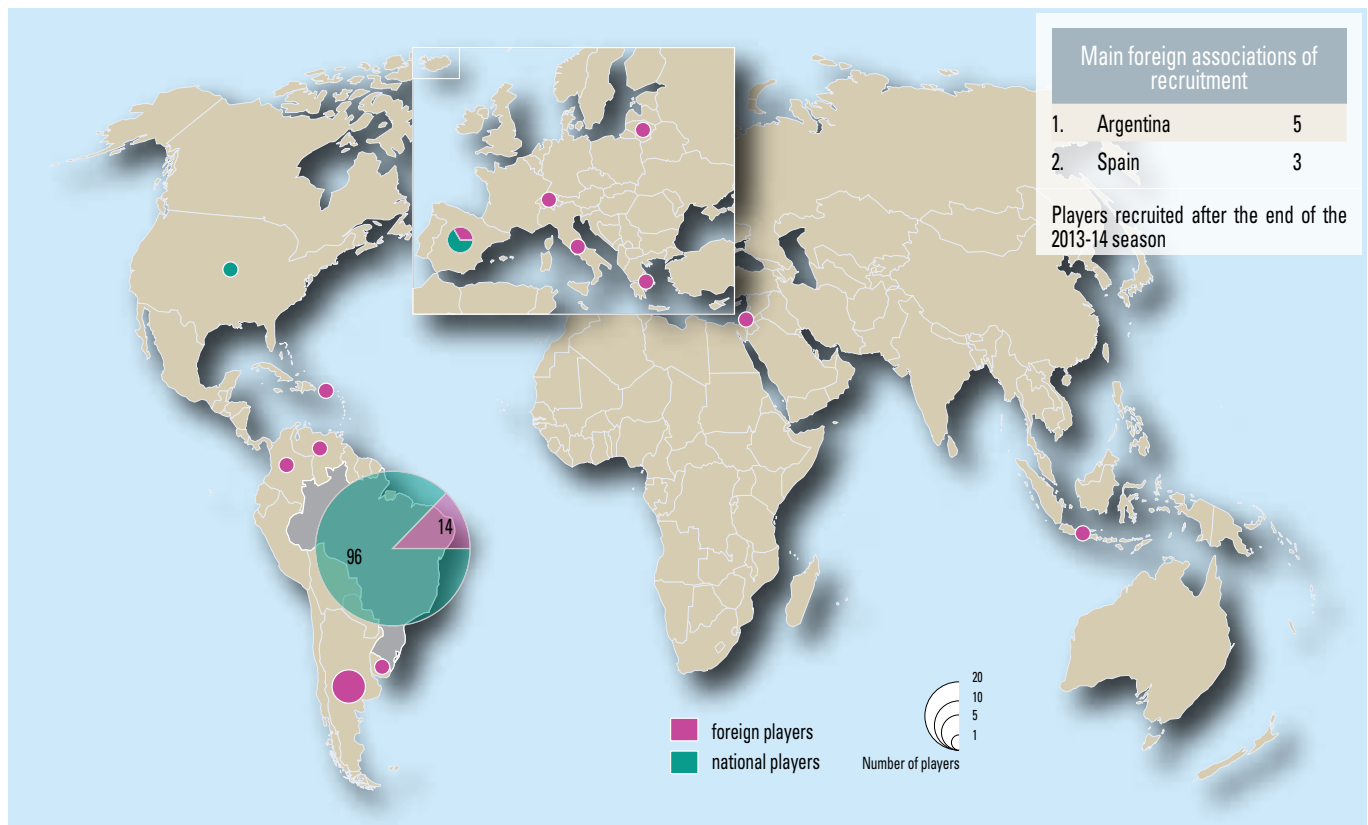 Main foreign associations of
recruitment
1. Argentina 5
2. Spain 3
Players recruited after the end of the
2013-14 season
14
96
foreign players
national players
20
10
5
1
Number of players